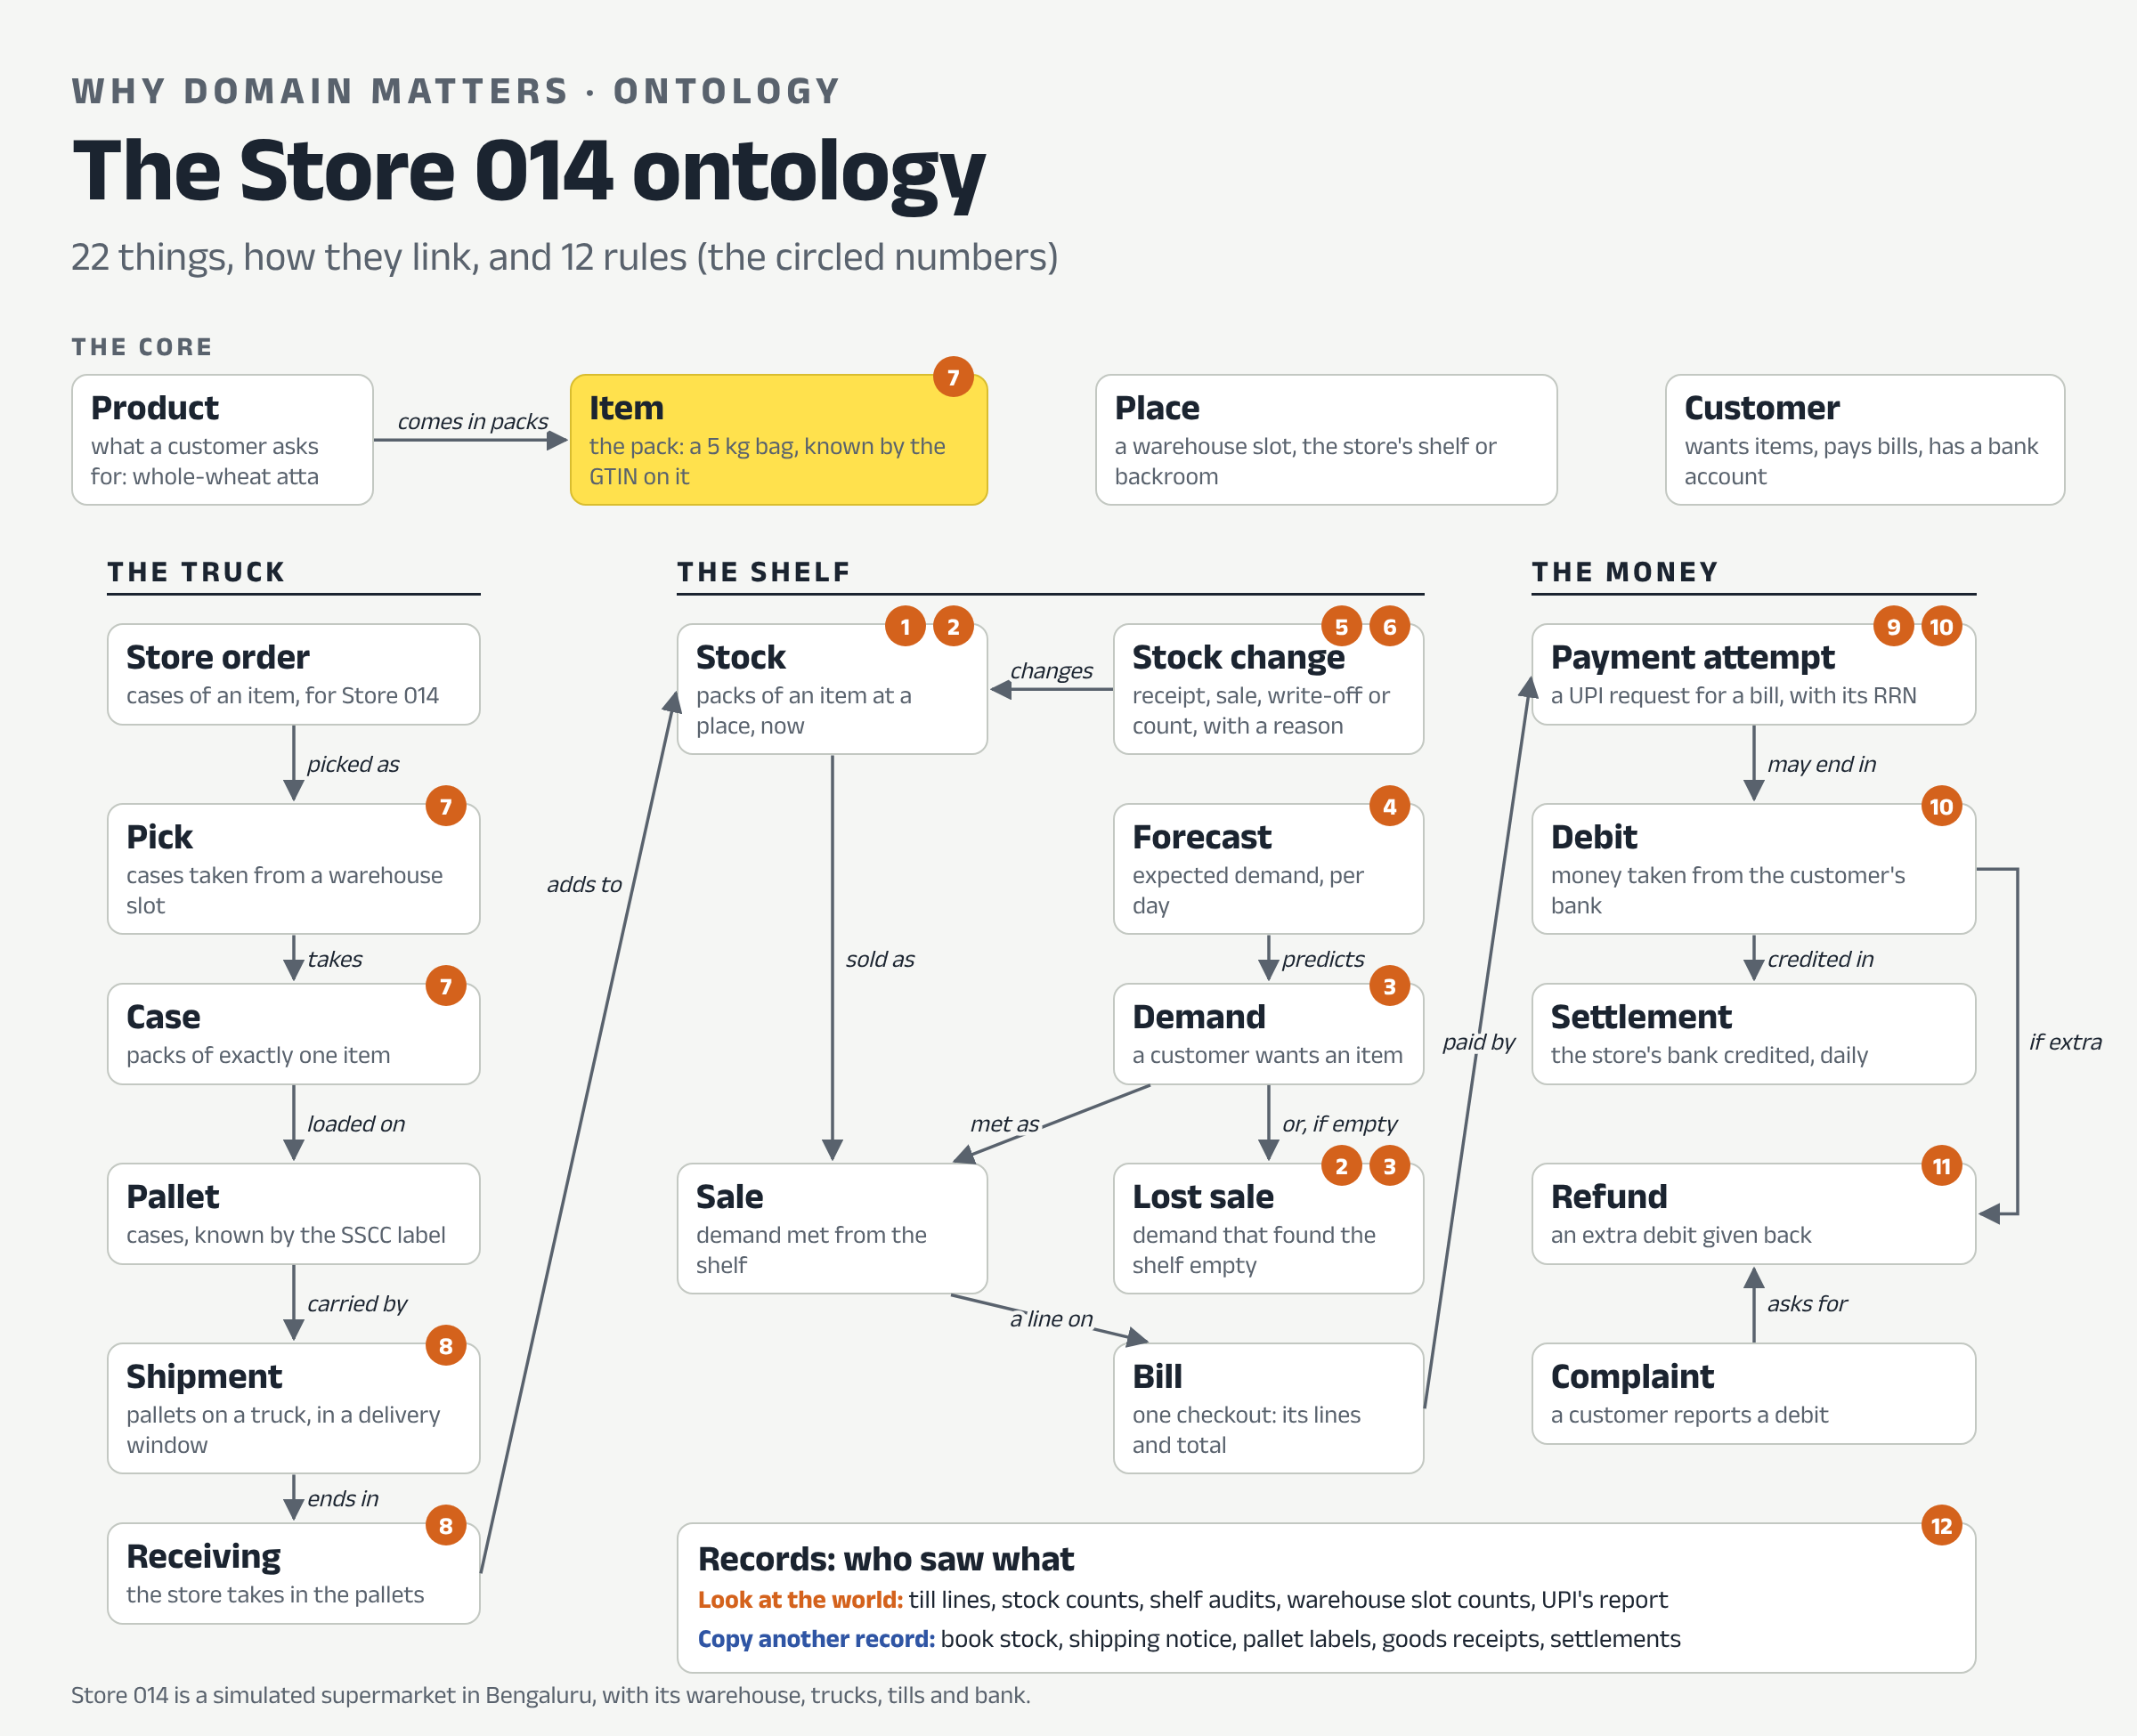 WHY DOMAIN MATTERS · ONTOLOGY
The Store 014 ontology
22 things, how they link, and 12 rules (the circled numbers)
THE CORE
Product
what a customer asks
for: whole-wheat atta
comes in packs
7
Item
the pack: a 5 kg bag, known by the
GTIN on it
Place
a warehouse slot, the store's shelf or
backroom
Customer
wants items, pays bills, has a bank
account
THE TRUCK
Store order
cases of an item, for Store 014
picked as
7
Pick
cases taken from a warehouse
slot
takes
7
Case
packs of exactly one item
loaded on
Pallet
cases, known by the SSCC label
carried by
8
Shipment
pallets on a truck, in a delivery
window
ends in
8
Receiving
the store takes in the pallets
adds to
THE SHELF
1 2
Stock
packs of an item at a
place, now
changes
5 6
Stock change
receipt, sale, write-off or
count, with a reason
sold as
4
Forecast
expected demand, per
day
predicts
3
Demand
a customer wants an item
met as
or, if empty
Sale
demand met from the
shelf
2 3
Lost sale
demand that found the
shelf empty
a line on
Bill
one checkout: its lines
and total
paid by
THE MONEY
9 10
Payment attempt
a UPI request for a bill, with its RRN
may end in
10
Debit
money taken from the customer's
bank
credited in
Settlement
the store's bank credited, daily
if extra
11
Refund
an extra debit given back
asks for
Complaint
a customer reports a debit
12
Records: who saw what
Look at the world: till lines, stock counts, shelf audits, warehouse slot counts, UPI's report
Copy another record: book stock, shipping notice, pallet labels, goods receipts, settlements
Store 014 is a simulated supermarket in Bengaluru, with its warehouse, trucks, tills and bank.